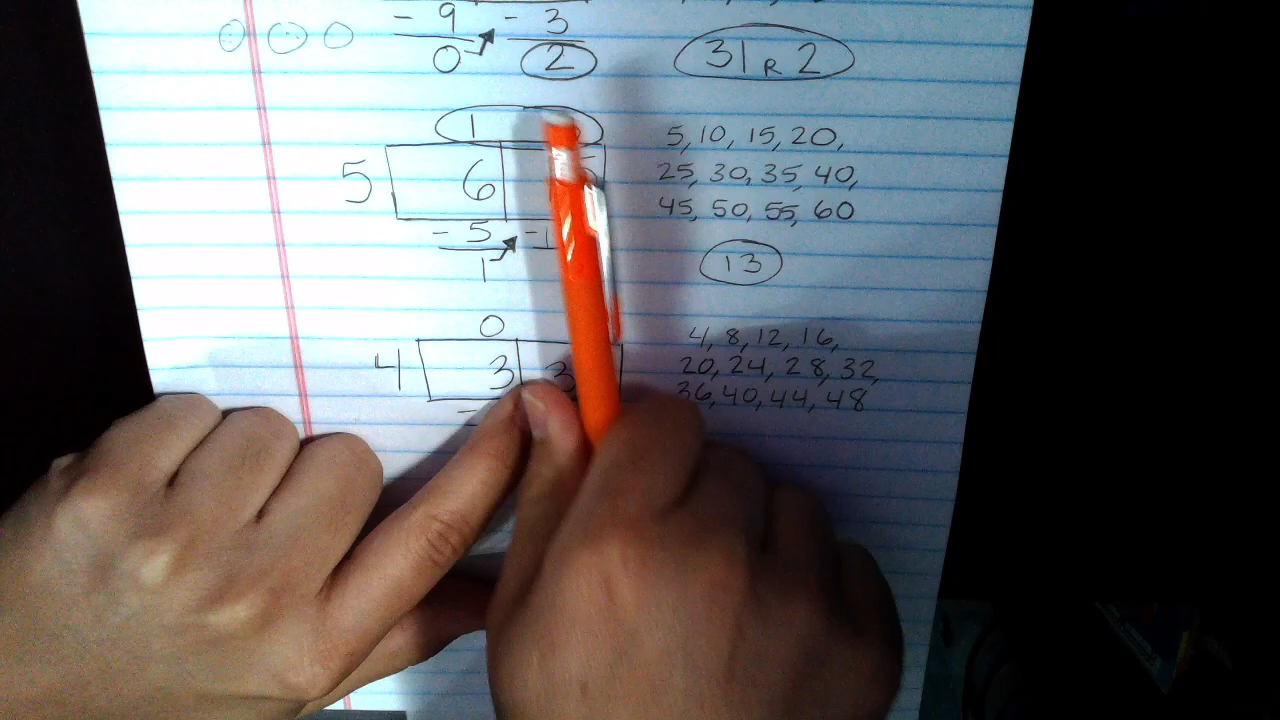 - 9 - 3
0 2
31 R 2
1
5 6
- 5 -1
1
5, 10, 15, 20,
25, 30, 35, 40,
45, 50, 55, 60
13
0
4 3 3
4, 8, 12, 16,
20, 24, 28, 32,
36, 40, 44, 48